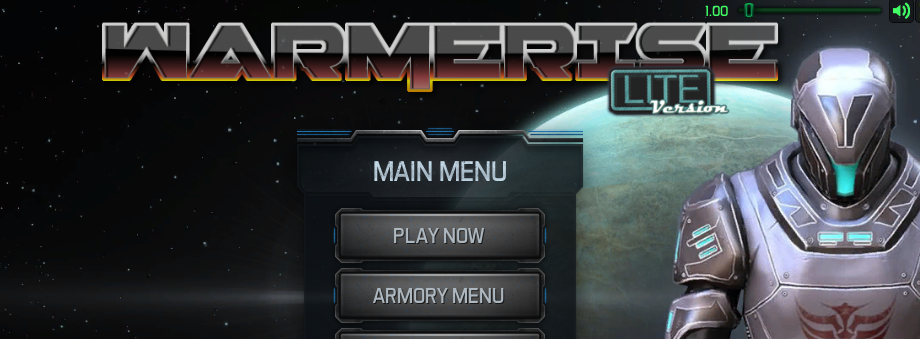 1.00
WARMERISE
LITE
Version
MAIN MENU
PLAY NOW
ARMORY MENU